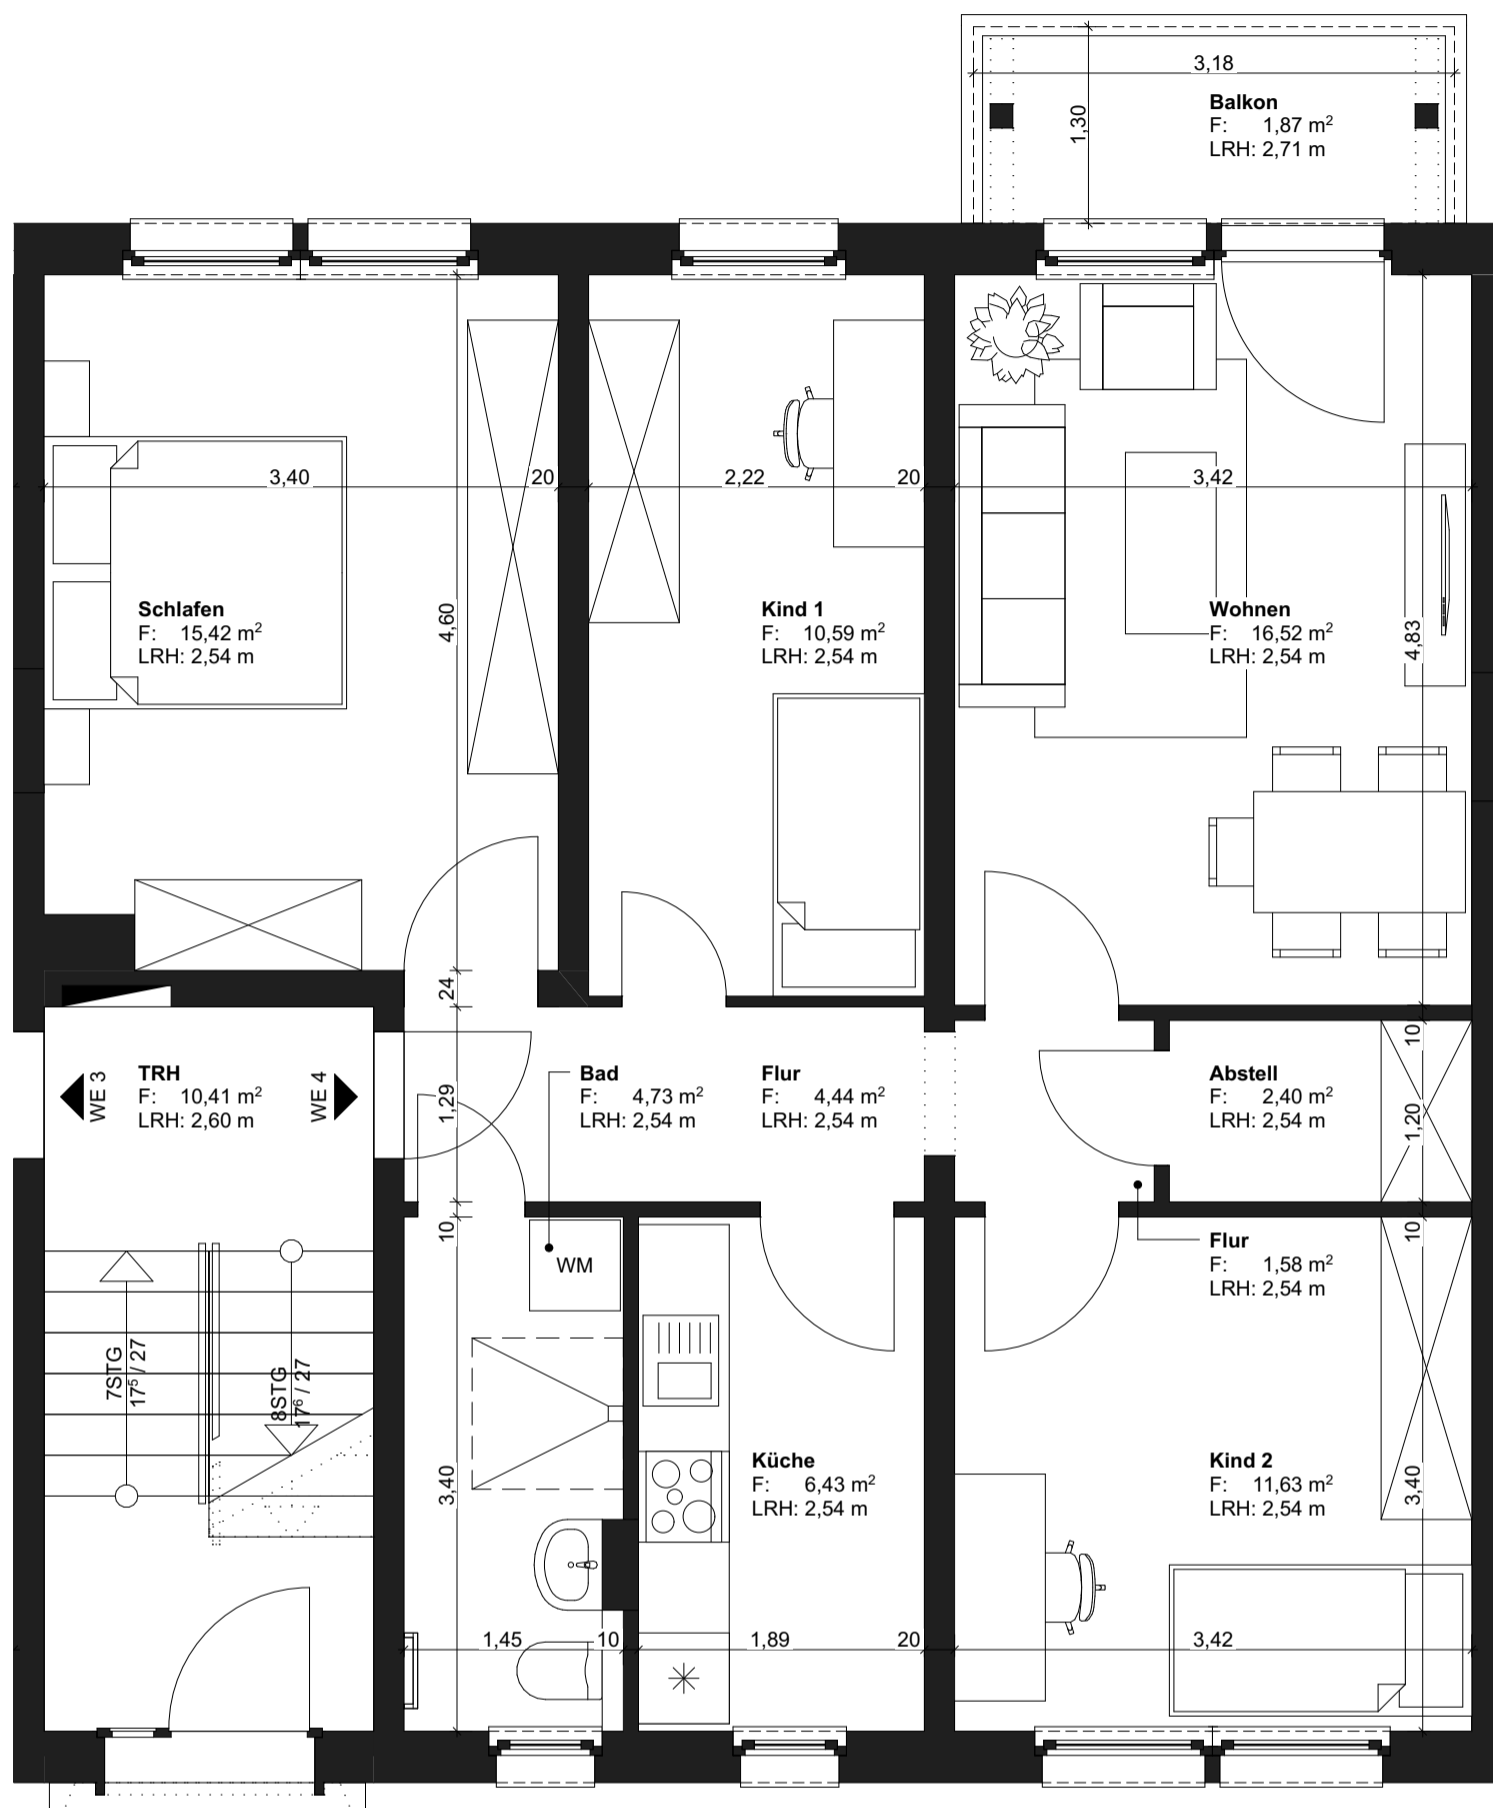 3,18
1,30
Balkon
F: 1,87 m²
LRH: 2,71 m
3,40
20
2,22
20
3,42
4,60
4,83
Schlafen
F: 15,42 m²
LRH: 2,54 m
Kind 1
F: 10,59 m²
LRH: 2,54 m
Wohnen
F: 16,52 m²
LRH: 2,54 m
24
10
WE 3
TRH
F: 10,41 m²
LRH: 2,60 m
WE 4
1,29
Bad
F: 4,73 m²
LRH: 2,54 m
Flur
F: 4,44 m²
LRH: 2,54 m
Abstell
F: 2,40 m²
LRH: 2,54 m
1,20
10
10
Flur
F: 1,58 m²
LRH: 2,54 m
WM
7STG
17⁵ / 27
8STG
17⁶ / 27
3,40
Küche
F: 6,43 m²
LRH: 2,54 m
Kind 2
F: 11,63 m²
LRH: 2,54 m
3,40
1,45
10
1,89
20
3,42